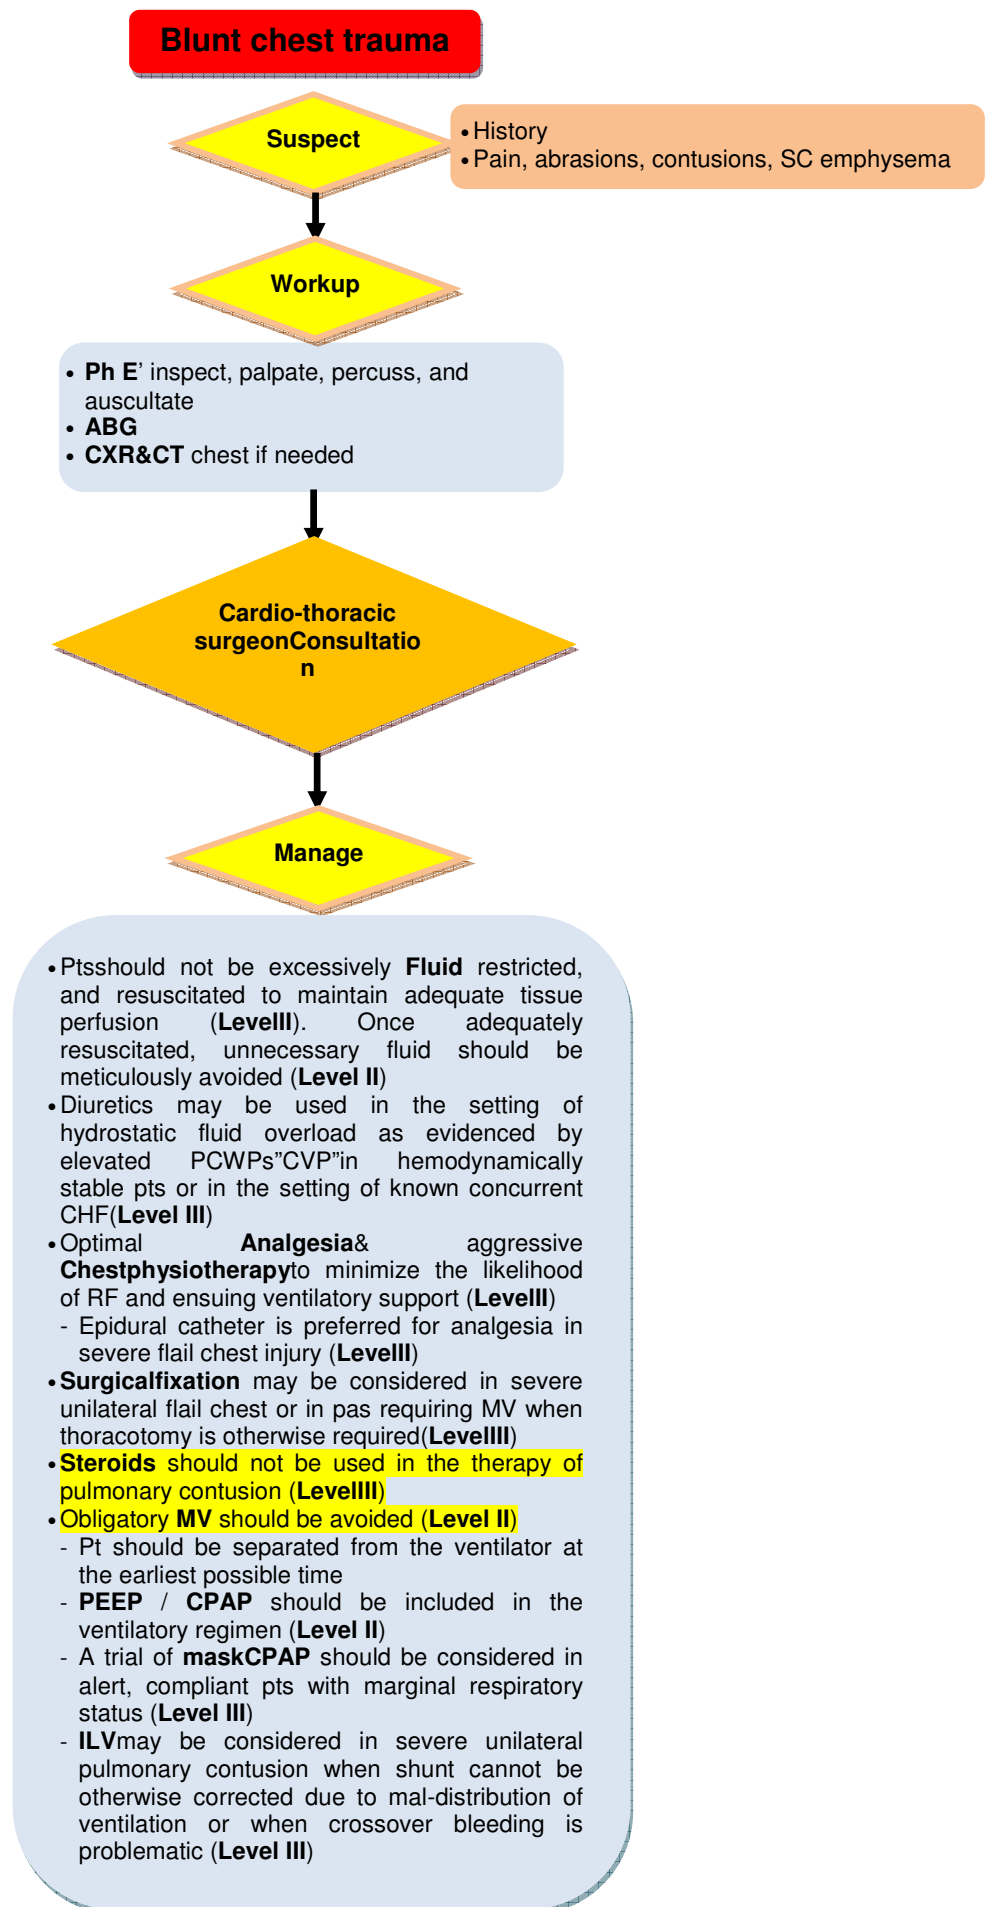 Blunt chest trauma
Suspect
• History
• Pain, abrasions, contusions, SC emphysema
Workup
• Ph E’ inspect, palpate, percuss, and
auscultate
• ABG
• CXR&CT chest if needed
Cardio-thoracic
surgeonConsultatio
n
Manage
• Ptsshould not be excessively Fluid restricted,
and resuscitated to maintain adequate tissue
perfusion (LevelII). Once adequately
resuscitated, unnecessary fluid should be
meticulously avoided (Level II)
• Diuretics may be used in the setting of
hydrostatic fluid overload as evidenced by
elevated PCWPs”CVP”in hemodynamically
stable pts or in the setting of known concurrent
CHF(Level III)
• Optimal Analgesia& aggressive
Chestphysiotherapyto minimize the likelihood
of RF and ensuing ventilatory support (LevelII)
- Epidural catheter is preferred for analgesia in
severe flail chest injury (LevelII)
• Surgicalfixation may be considered in severe
unilateral flail chest or in pas requiring MV when
thoracotomy is otherwise required(LevelIII)
• Steroids should not be used in the therapy of
pulmonary contusion (LevelIII)
• Obligatory MV should be avoided (Level II)
- Pt should be separated from the ventilator at
the earliest possible time
- PEEP / CPAP should be included in the
ventilatory regimen (Level II)
- A trial of maskCPAP should be considered in
alert, compliant pts with marginal respiratory
status (Level III)
- ILVmay be considered in severe unilateral
pulmonary contusion when shunt cannot be
otherwise corrected due to mal-distribution of
ventilation or when crossover bleeding is
problematic (Level III)